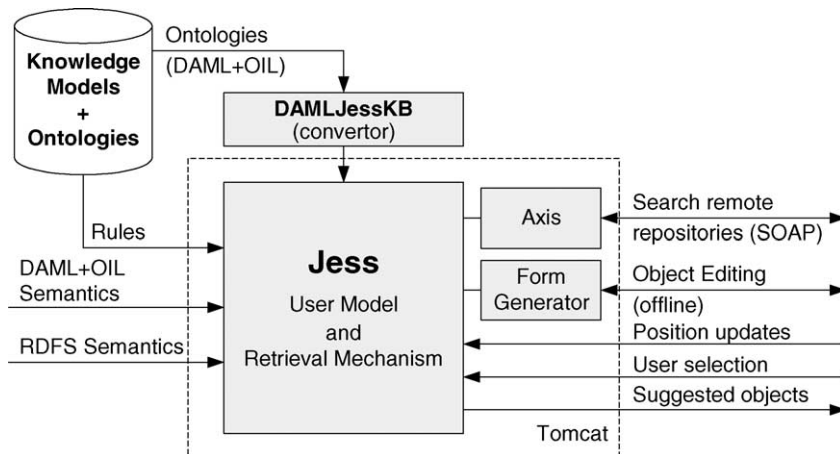 Knowledge
Models
+
Ontologies
Ontologies
(DAML+OIL)
DAMLJessKB
(convertor)
Rules
DAML+OIL
Semantics
RDFS Semantics
Jess
User Model
and
Retrieval Mechanism
Axis
Form
Generator
Search remote
repositories (SOAP)
Object Editing
(offline)
Position updates
User selection
Suggested objects
Tomcat